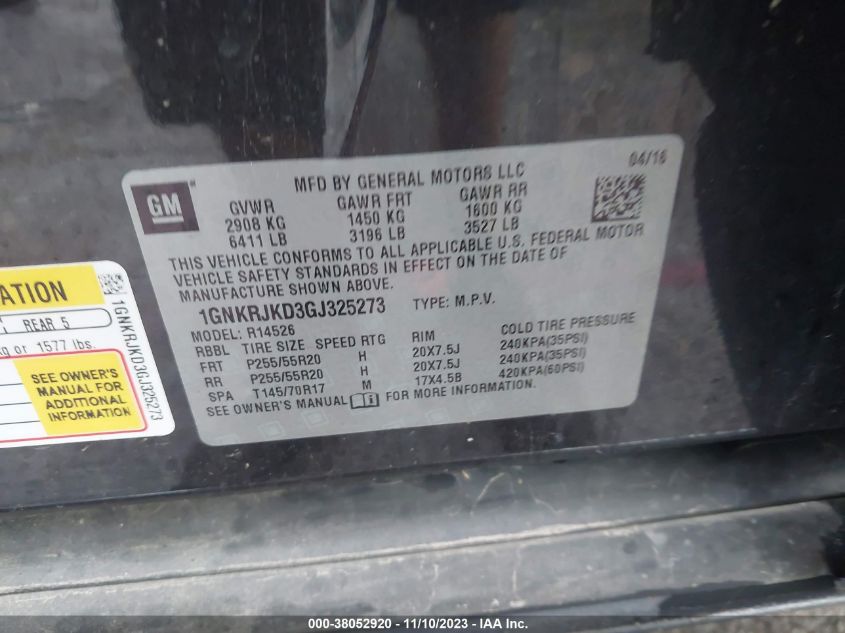 MFD BY GENERAL MOTORS LLC
04/16
GM
GVWR GAWR FRT GAWR RR
2908 KG 1450 KG 1600 KG
6411 LB 3196 LB 3527 LB
THIS VEHICLE CONFORMS TO ALL APPLICABLE U.S. FEDERAL MOTOR
VEHICLE SAFETY STANDARDS IN EFFECT ON THE DATE OF
MANUFACTURE SHOWN ABOVE.
1GNKRJKD3GJ325273 TYPE: M.P.V.
MODEL: R14526
RBBL TIRE SIZE SPEED RTG RIM COLD TIRE PRESSURE
FRT P255/55R20 H 20X7.5J 240KPA(35PSI)
RR P255/55R20 H 20X7.5J 240KPA(35PSI)
SPA T145/70R17 M 17X4.5B 420KPA(60PSI)
SEE OWNER'S MANUAL FOR MORE INFORMATION.
ATION
REAR 5
kg or 1577 lbs.
SEE OWNER'S
MANUAL FOR
ADDITIONAL
INFORMATION
1GNKRJKD3GJ325273
000-38052920 - 11/10/2023 - IAA Inc.